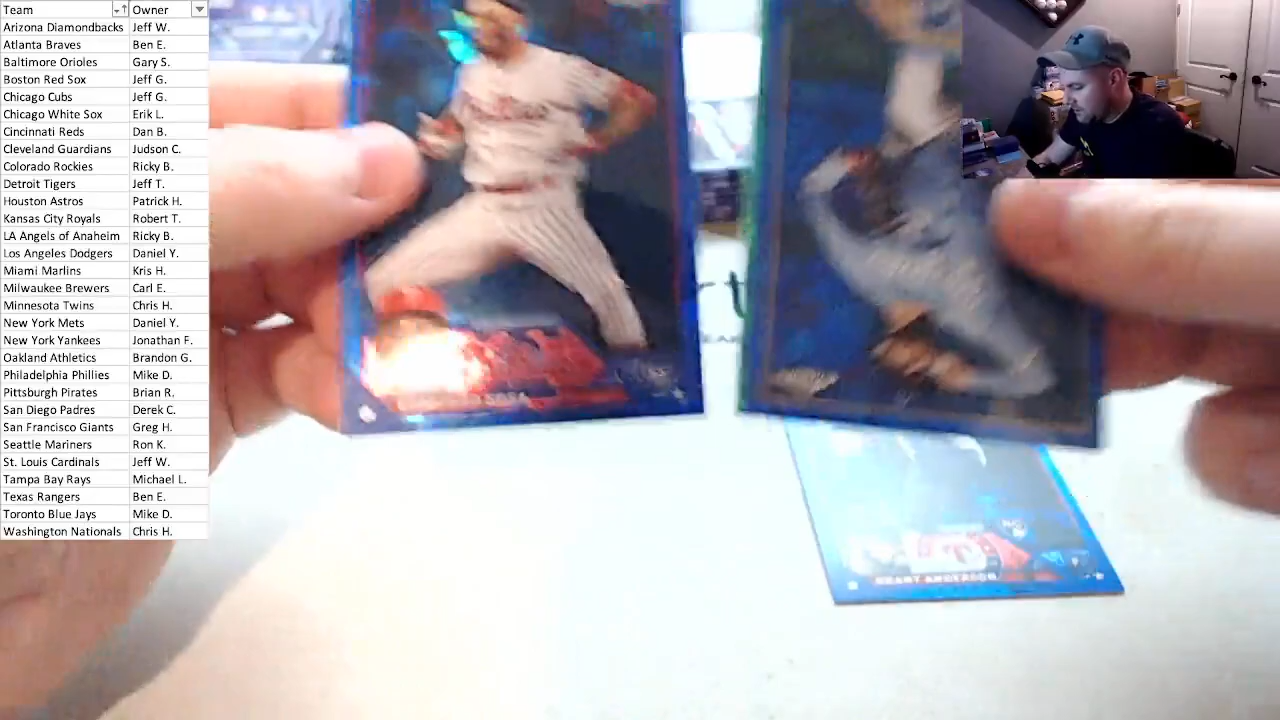 Team Owner
Arizona Diamondbacks Jeff W.
Atlanta Braves Ben E.
Baltimore Orioles Gary S.
Boston Red Sox Jeff G.
Chicago Cubs Jeff G.
Chicago White Sox Erik L.
Cincinnati Reds Dan B.
Cleveland Guardians Judson C.
Colorado Rockies Ricky B.
Detroit Tigers Jeff T.
Houston Astros Patrick H.
Kansas City Royals Robert T.
LA Angels of Anaheim Ricky B.
Los Angeles Dodgers Daniel Y.
Miami Marlins Kris H.
Milwaukee Brewers Carl E.
Minnesota Twins Chris H.
New York Mets Daniel Y.
New York Yankees Jonathan F.
Oakland Athletics Brandon G.
Philadelphia Phillies Mike D.
Pittsburgh Pirates Brian R.
San Diego Padres Derek C.
San Francisco Giants Greg H.
Seattle Mariners Ron K.
St. Louis Cardinals Jeff W.
Tampa Bay Rays Michael L.
Texas Rangers Ben E.
Toronto Blue Jays Mike D.
Washington Nationals Chris H.
Phillies
SOSA
GRANT ANDERSON